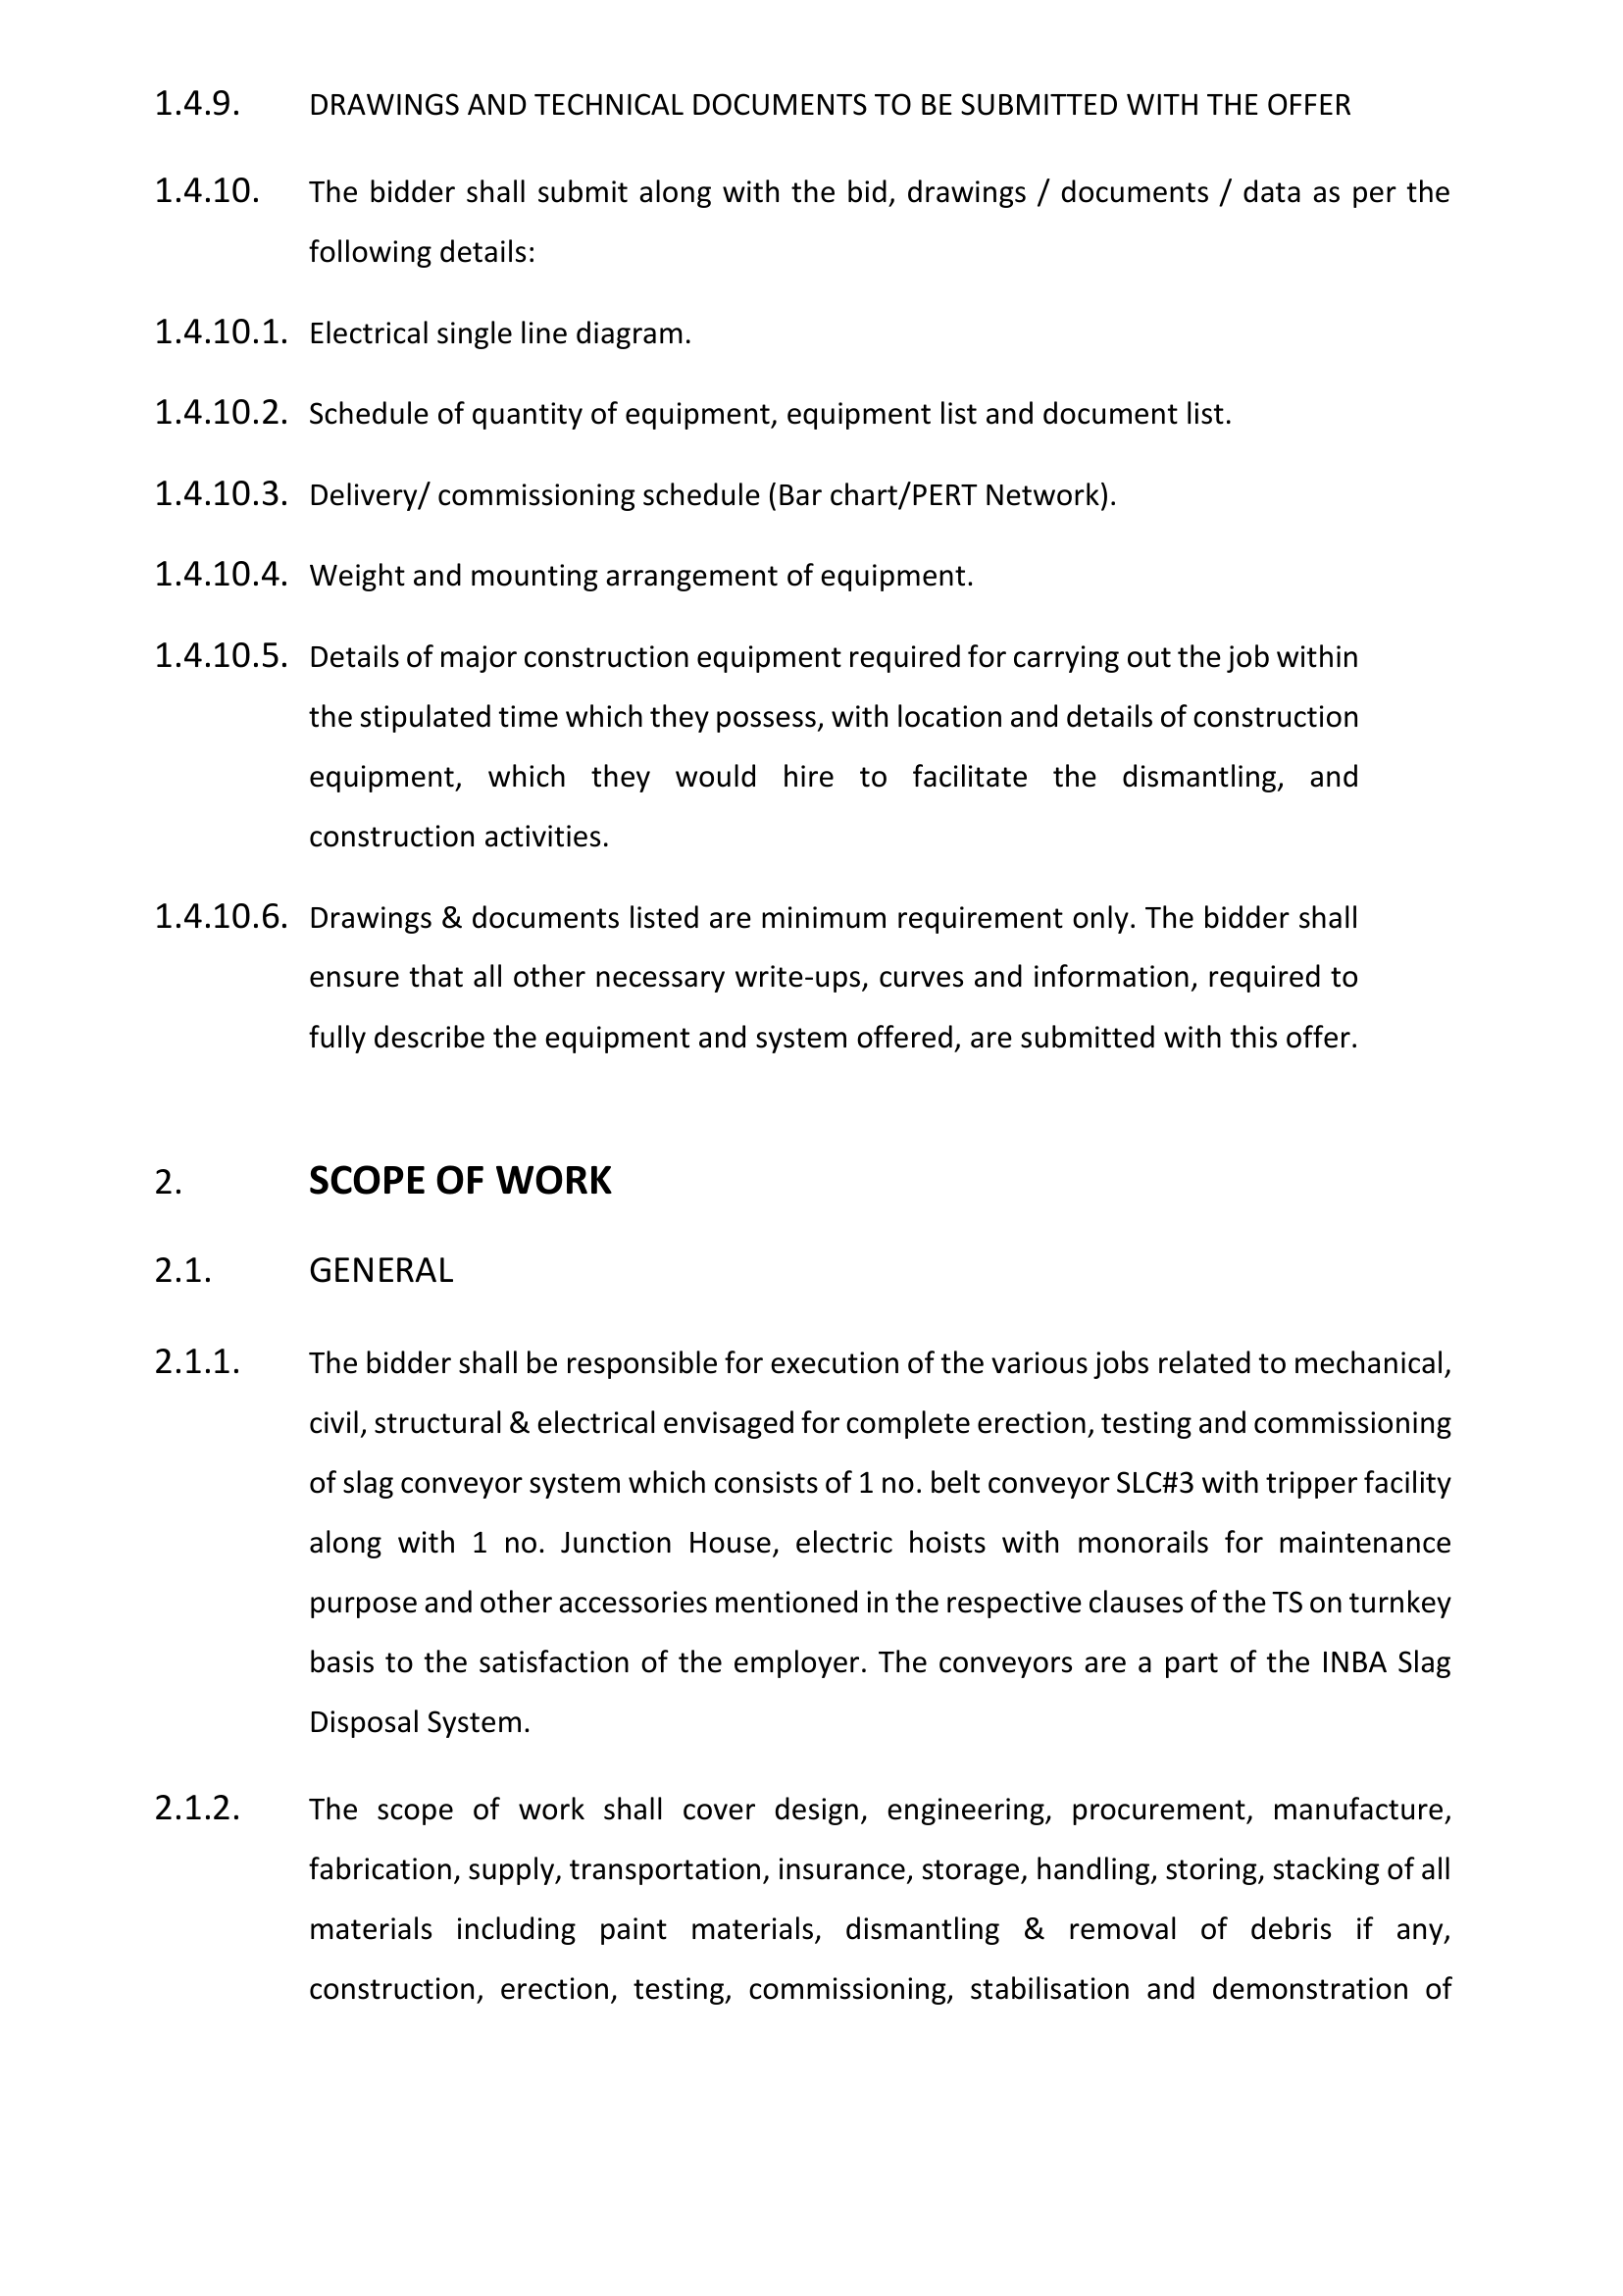 1.4.9. DRAWINGS AND TECHNICAL DOCUMENTS TO BE SUBMITTED WITH THE OFFER
1.4.10. The bidder shall submit along with the bid, drawings / documents / data as per the
following details:
1.4.10.1. Electrical single line diagram.
1.4.10.2. Schedule of quantity of equipment, equipment list and document list.
1.4.10.3. Delivery/ commissioning schedule (Bar chart/PERT Network).
1.4.10.4. Weight and mounting arrangement of equipment.
1.4.10.5. Details of major construction equipment required for carrying out the job within
the stipulated time which they possess, with location and details of construction
equipment, which they would hire to facilitate the dismantling, and
construction activities.
1.4.10.6. Drawings & documents listed are minimum requirement only. The bidder shall
ensure that all other necessary write-ups, curves and information, required to
fully describe the equipment and system offered, are submitted with this offer.
2. SCOPE OF WORK
2.1. GENERAL
2.1.1. The bidder shall be responsible for execution of the various jobs related to mechanical,
civil, structural & electrical envisaged for complete erection, testing and commissioning
of slag conveyor system which consists of 1 no. belt conveyor SLC#3 with tripper facility
along with 1 no. Junction House, electric hoists with monorails for maintenance
purpose and other accessories mentioned in the respective clauses of the TS on turnkey
basis to the satisfaction of the employer. The conveyors are a part of the INBA Slag
Disposal System.
2.1.2. The scope of work shall cover design, engineering, procurement, manufacture,
fabrication, supply, transportation, insurance, storage, handling, storing, stacking of all
materials including paint materials, dismantling & removal of debris if any,
construction, erection, testing, commissioning, stabilisation and demonstration of